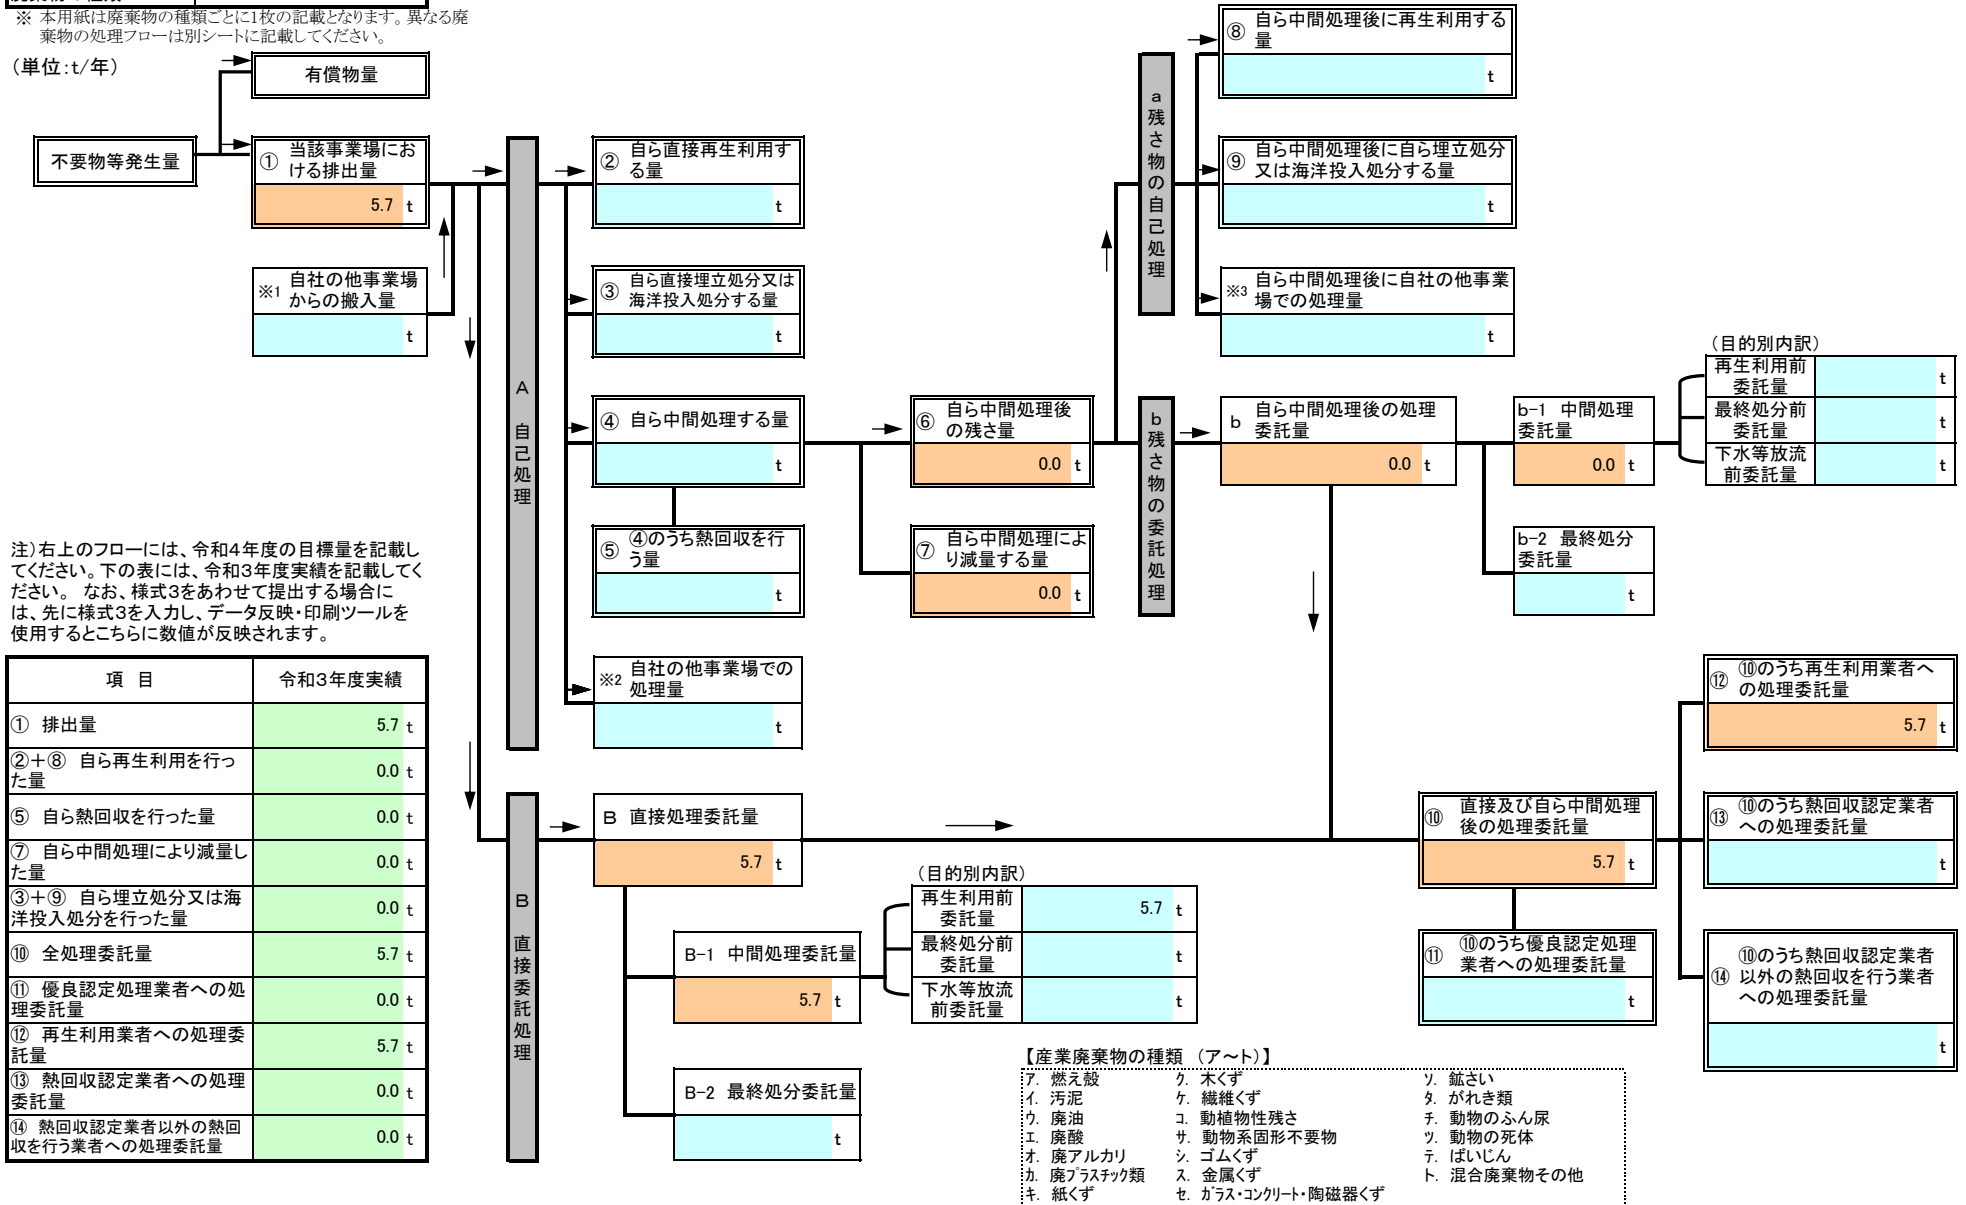 ※ 本用紙は廃棄物の種類ごとに1枚の記載となります。異なる廃
棄物の処理フローは別シートに記載してください。
(単位:t/年)
有償物量
不要物等発生量
① 当該事業場にお
ける排出量
5.7 t
※1 自社の他事業場
からの搬入量
t
A 自己処理
② 自ら直接再生利用す
る量
t
③ 自ら直接埋立処分又は
海洋投入処分する量
t
④ 自ら中間処理する量
t
⑤ ④のうち熱回収を行
う量
t
※2 自社の他事業場での
処理量
t
⑥ 自ら中間処理後
の残さ量
0.0 t
⑦ 自ら中間処理によ
り減量する量
0.0 t
a 残さ物の自己処理
⑧ 自ら中間処理後に再生利用する
量
t
⑨ 自ら中間処理後に自ら埋立処分
又は海洋投入処分する量
t
※3 自ら中間処理後に自社の他事業
場での処理量
t
b 残さ物の委託処理
b 自ら中間処理後の処理
委託量
0.0 t
b-1 中間処理
委託量
0.0 t
b-2 最終処分
委託量
t
(目的別内訳)
再生利用前
委託量
t
最終処分前
委託量
t
下水等放流
前委託量
t
注)右上のフローには、令和4年度の目標量を記載し
てください。下の表には、令和3年度実績を記載してく
ださい。 なお、様式3をあわせて提出する場合に
は、先に様式3を入力し、データ反映・印刷ツールを
使用するとこちらに数値が反映されます。
項 目 令和3年度実績
① 排出量 5.7 t
②+⑧ 自ら再生利用を行っ
た量 0.0 t
⑤ 自ら熱回収を行った量 0.0 t
⑦ 自ら中間処理により減量し
た量 0.0 t
③+⑨ 自ら埋立処分又は海
洋投入処分を行った量 0.0 t
⑩ 全処理委託量 5.7 t
⑪ 優良認定処理業者への処
理委託量 0.0 t
⑫ 再生利用業者への処理委
託量 5.7 t
⑬ 熱回収認定業者への処理
委託量 0.0 t
⑭ 熱回収認定業者以外の熱回
収を行う業者への処理委託量 0.0 t
B 直接委託処理
B 直接処理委託量
5.7 t
B-1 中間処理委託量
5.7 t
B-2 最終処分委託量
t
(目的別内訳)
再生利用前
委託量
5.7 t
最終処分前
委託量
t
下水等放流
前委託量
t
⑩ 直接及び自ら中間処理
後の処理委託量
5.7 t
⑪ ⑩のうち優良認定処理
業者への処理委託量
t
⑫ ⑩のうち再生利用業者へ
の処理委託量
5.7 t
⑬ ⑩のうち熱回収認定業者
への処理委託量
t
⑭ ⑩のうち熱回収認定業者
以外の熱回収を行う業者
への処理委託量
t
【産業廃棄物の種類 (ア~ト)】
ア. 燃え殻 ク. 木くず ソ. 鉱さい
イ. 汚泥 ケ. 繊維くず タ. がれき類
ウ. 廃油 コ. 動植物性残さ チ. 動物のふん尿
エ. 廃酸 サ. 動物系固形不要物 ツ. 動物の死体
オ. 廃アルカリ シ. ゴムくず テ. ばいじん
カ. 廃プラスチック類 ス. 金属くず ト. 混合廃棄物その他
キ. 紙くず セ. ガラス・コンクリート・陶磁器くず